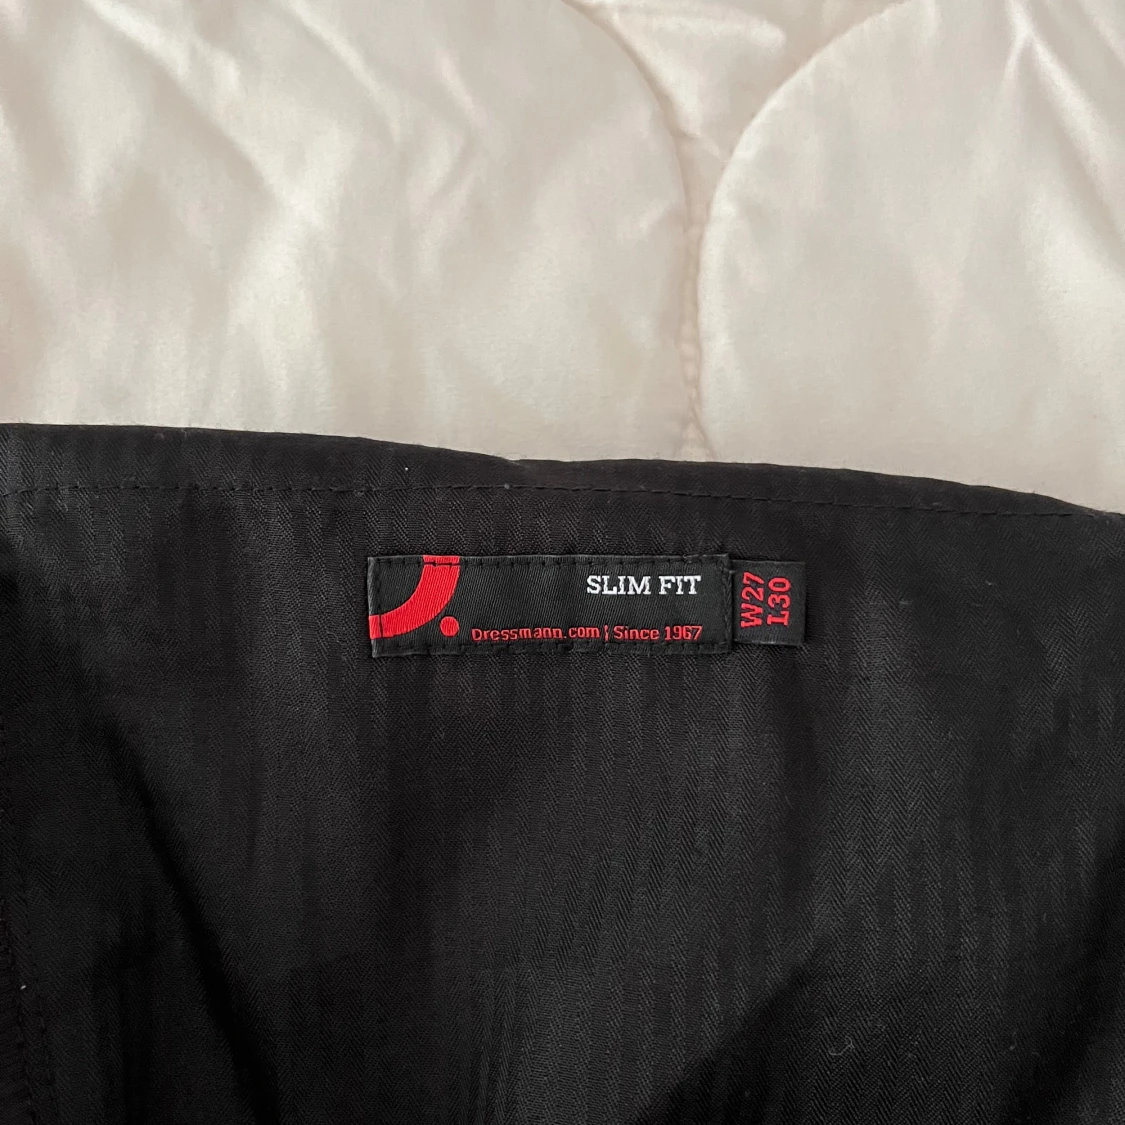 SLIM FIT
Dressmann.com | Since 1967
W27
L30